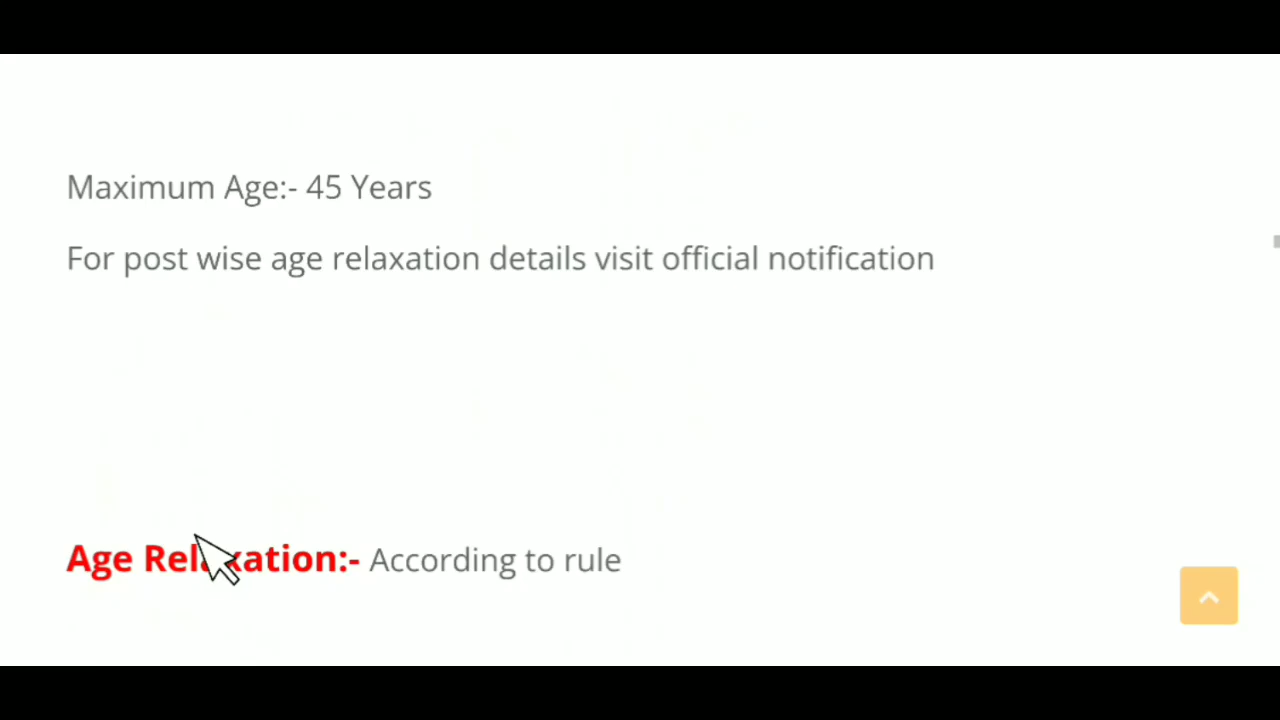 Maximum Age:- 45 Years
For post wise age relaxation details visit official notification
Age Relaxation:- According to rule